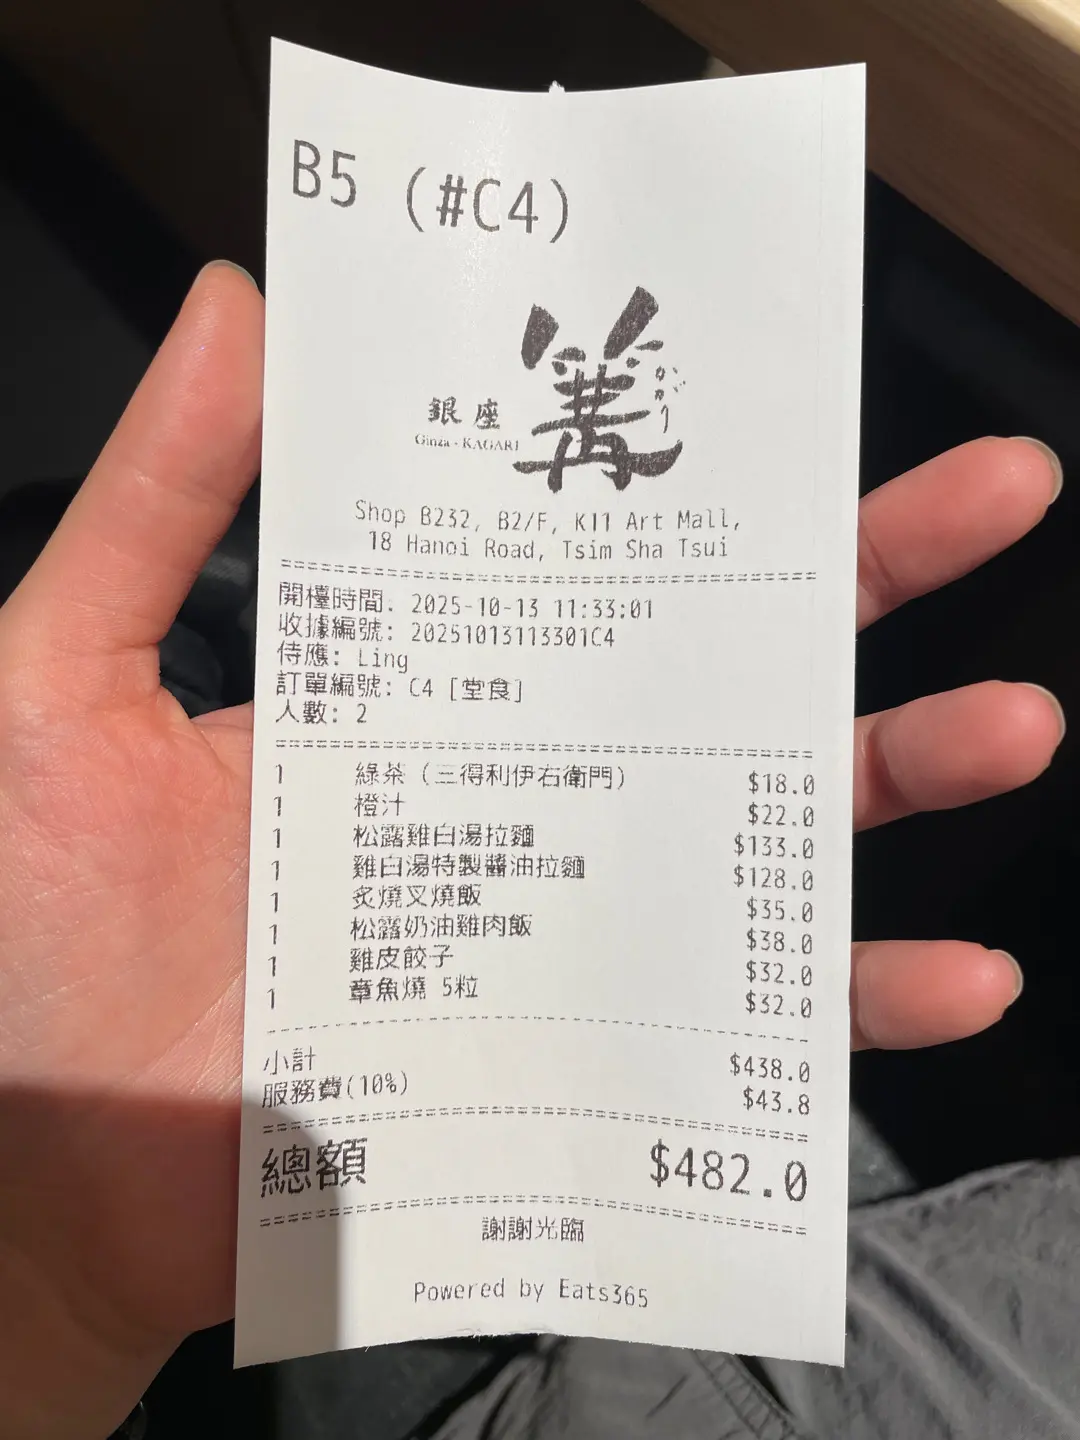 B5 (#C4)
篝
かがり
銀座
Ginza - KAGARI
Shop B232, B2/F, K11 Art Mall,
18 Hanoi Road, Tsim Sha Tsui
開檯時間: 2025-10-13 11:33:01
收據編號: 20251013113301C4
侍應: Ling
訂單編號: C4 [堂食]
人數: 2
1 綠茶 (三得利伊右衛門) $18.0
1 橙汁 $22.0
1 松露雞白湯拉麵 $133.0
1 雞白湯特製醬油拉麵 $128.0
1 炙燒叉燒飯 $35.0
1 松露奶油雞肉飯 $38.0
1 雞皮餃子 $32.0
1 章魚燒 5粒 $32.0
小計 $438.0
服務費(10%) $43.8
總額 $482.0
謝謝光臨
Powered by Eats365